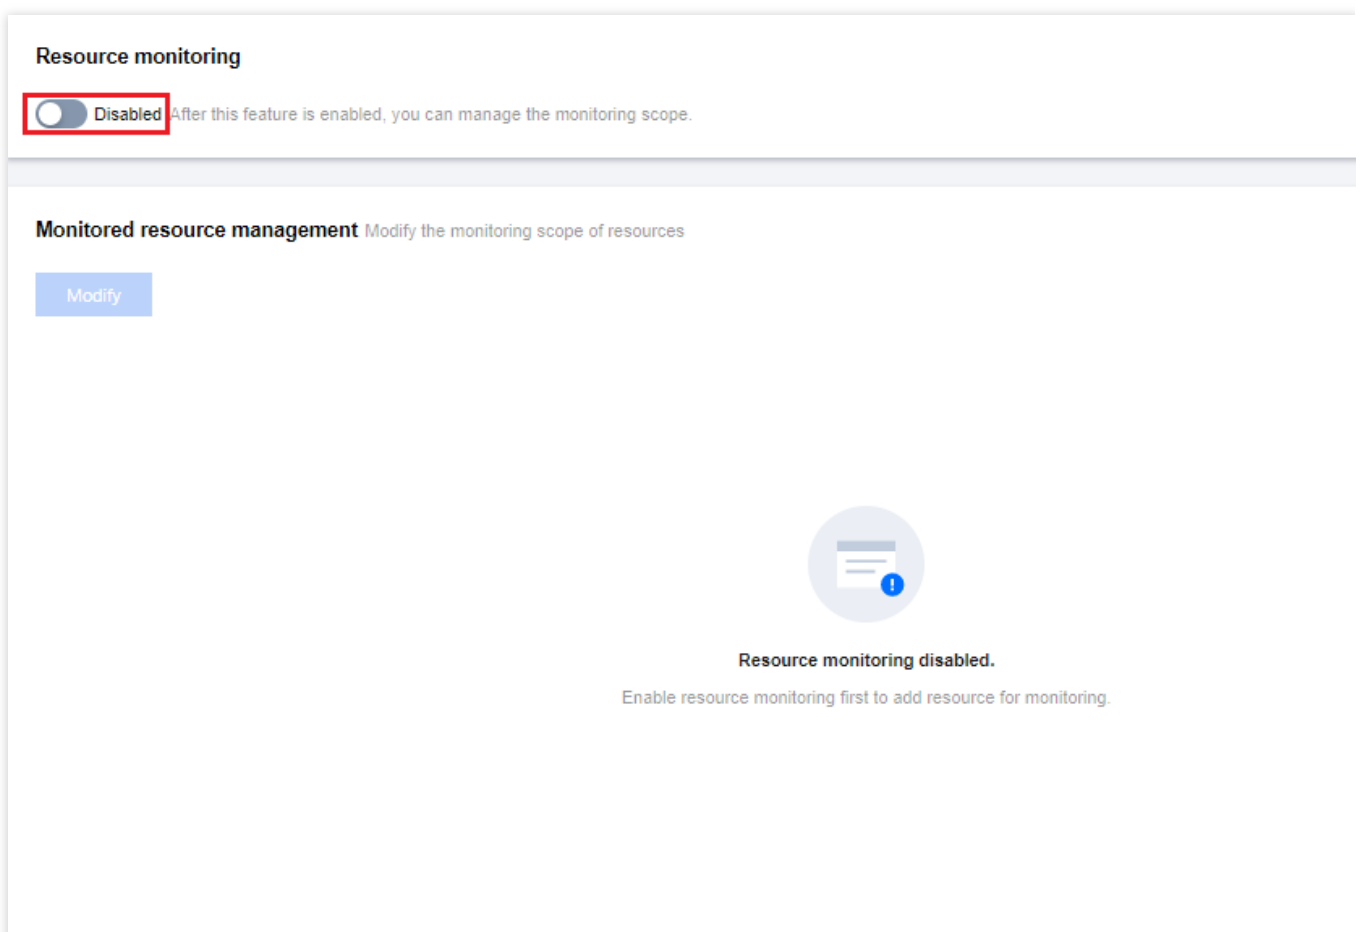 Resource monitoring
Disabled After this feature is enabled, you can manage the monitoring scope.
Monitored resource management Modify the monitoring scope of resources
Modify
Resource monitoring disabled.
Enable resource monitoring first to add resource for monitoring.